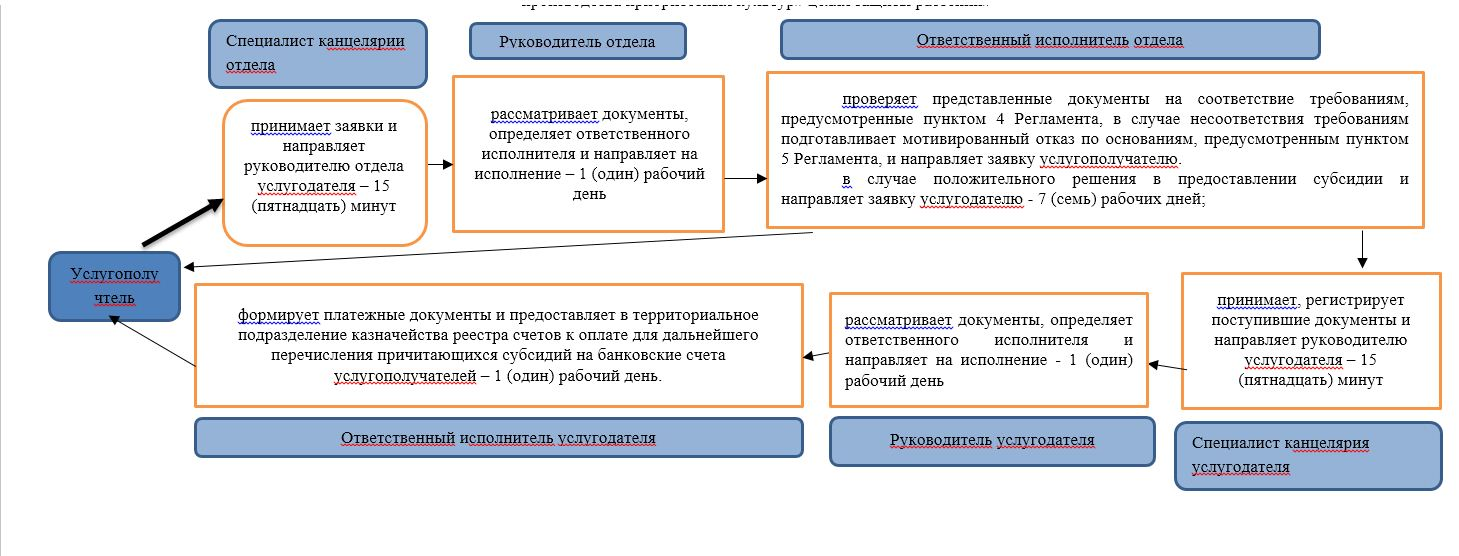 Специалист канцелярии
отдела
Руководитель отдела
Ответственный исполнитель отдела
принимает заявки и
направляет
руководителю отдела
услугодателя – 15
(пятнадцать) минут
рассматривает документы,
определяет ответственного
исполнителя и направляет на
исполнение – 1 (один) рабочий
день
проверяет представленные документы на соответствие требованиям,
предусмотренные пунктом 4 Регламента, в случае несоответствия требованиям
подготавливает мотивированный отказ по основаниям, предусмотренным пунктом
5 Регламента, и направляет заявку услугополучателю.
в случае положительного решения в предоставлении субсидии и
направляет заявку услугодателю - 7 (семь) рабочих дней;
Услугополу
чтель
формирует платежные документы и предоставляет в территориальное
подразделение казначейства реестра счетов к оплате для дальнейшего
перечисления причитающихся субсидий на банковские счета
услугополучателей – 1 (один) рабочий день.
рассматривает документы, определяет
ответственного исполнителя и
направляет на исполнение - 1 (один)
рабочий день
принимает, регистрирует
поступившие документы и
направляет руководителю
услугодателя – 15
(пятнадцать) минут
Ответственный исполнитель услугодателя
Руководитель услугодателя
Специалист канцелярия
услугодателя